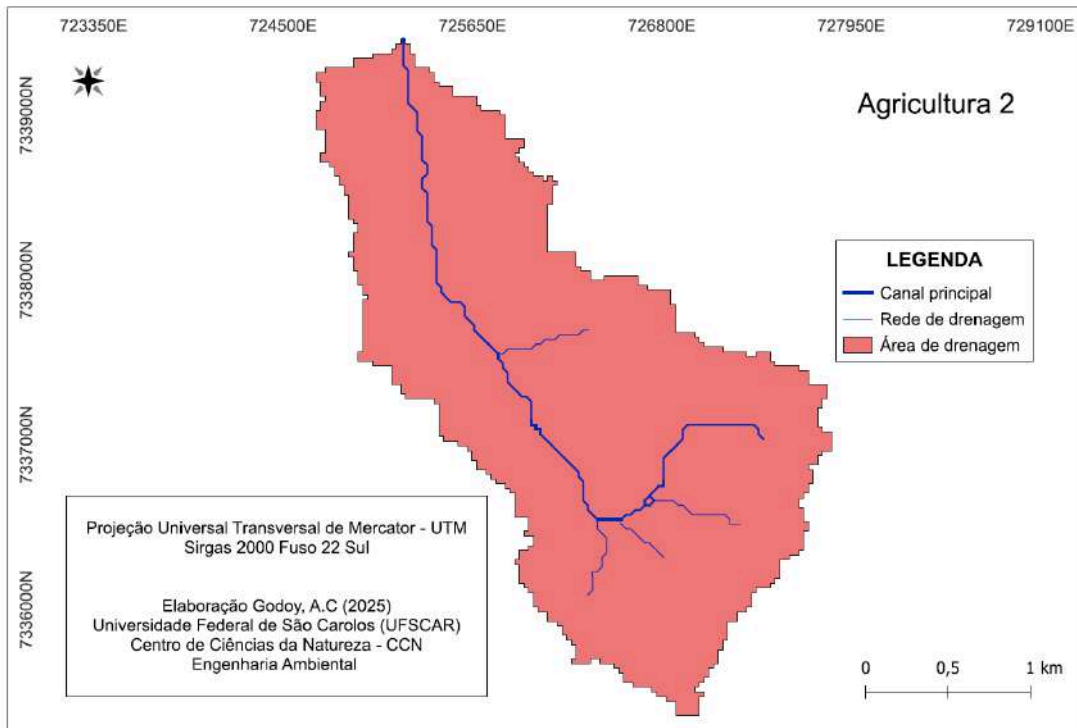 723350E 724500E 725650E 726800E 727950E 729100E
7339000N
7338000N
7337000N
7336000N
Agricultura 2
LEGENDA
Canal principal
Rede de drenagem
Área de drenagem
Projeção Universal Transversal de Mercator - UTM
Sirgas 2000 Fuso 22 Sul
Elaboração Godoy, A.C (2025)
Universidade Federal de São Carolos (UFSCAR)
Centro de Ciências da Natureza - CCN
Engenharia Ambiental
0 0,5 1 km